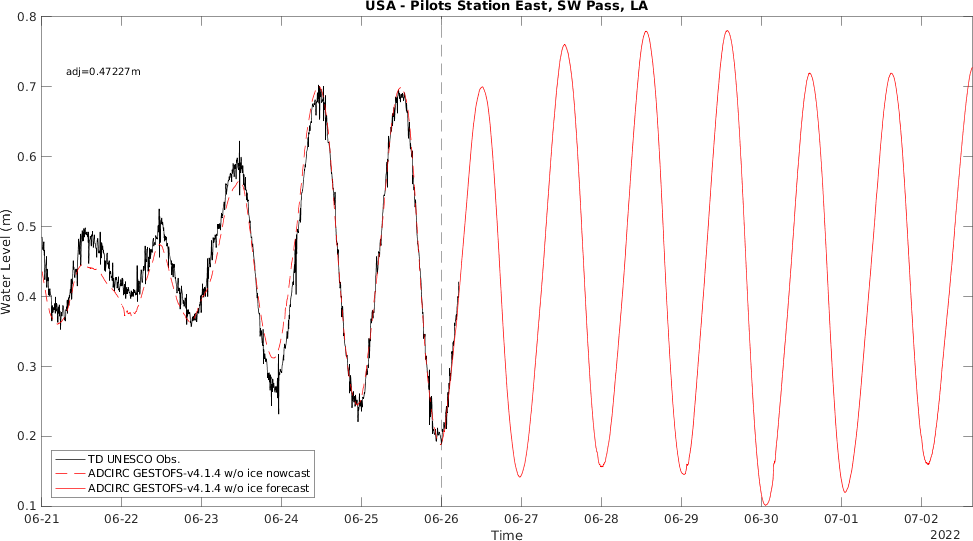 USA - Pilots Station East, SW Pass, LA
0.8
adj=0.47227m
0.7
0.6
0.5
0.4
0.3
0.2
0.1
Water Level (m)
TD UNESCO Obs.
ADCIRC GESTOFS-v4.1.4 w/o ice nowcast
ADCIRC GESTOFS-v4.1.4 w/o ice forecast
06-21 06-22 06-23 06-24 06-25 06-26 06-27 06-28 06-29 06-30 07-01 07-02
Time
2022